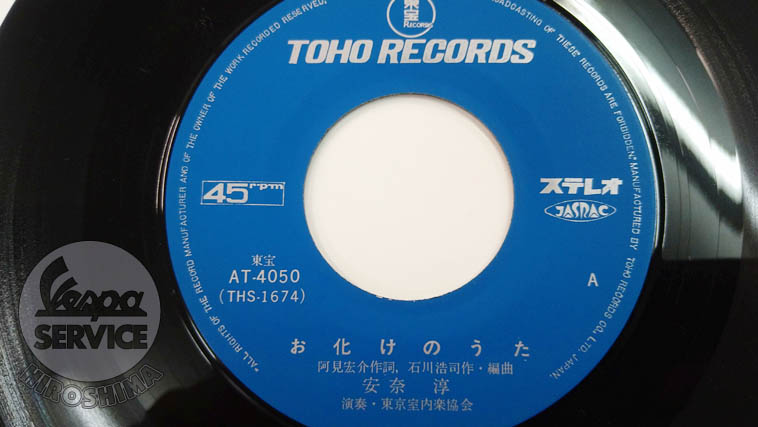 東宝
RECORDS
TOHO RECORDS
45 rpm
ステレオ
JASRAC
東宝
AT-4050
(THS-1674)
A
お化けのうた
阿見宏介作詞、石川浩司作・編曲
安奈 淳
演奏・東京室内楽協会
"ALL RIGHTS OF THE RECORD MANUFACTURER AND OF THE OWNER OF THE WORK RECORDED RESERVED.
BROADCASTING OF THESE RECORDS ARE FORBIDDEN" MANUFACTURED BY TOHO RECORDS CO., LTD. JAPAN.
Vespa
SERVICE
HIROSHIMA